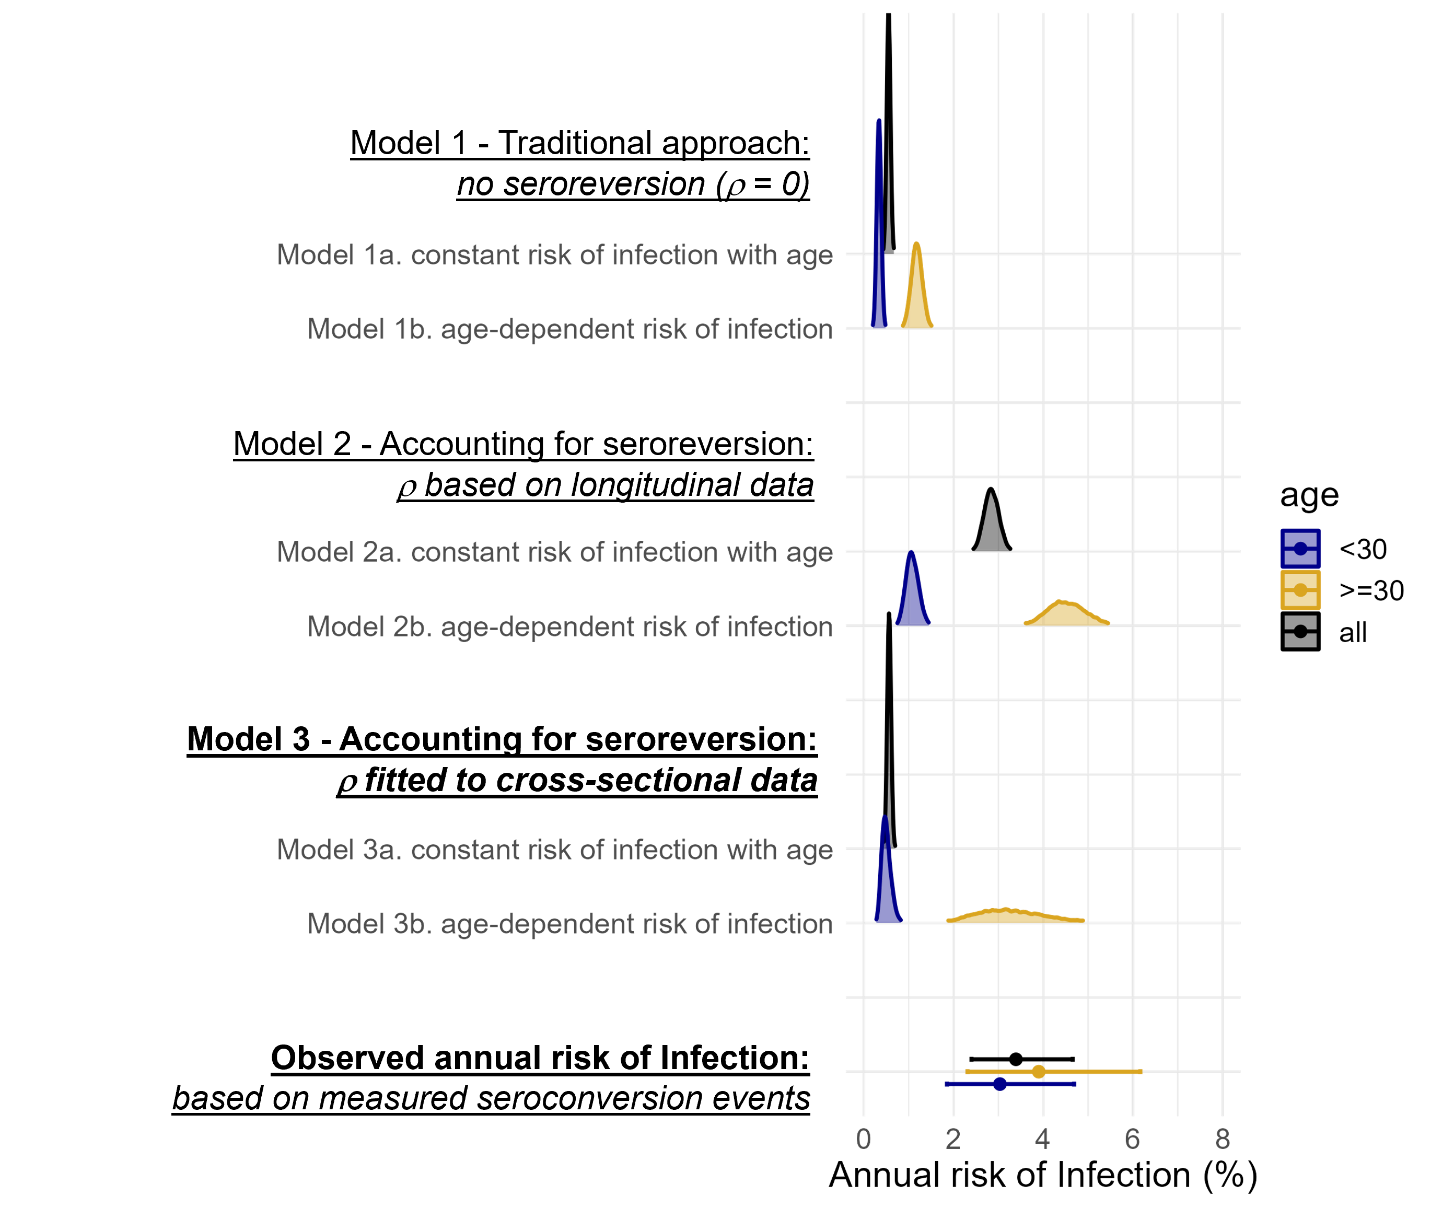 Model 1 - Traditional approach:
no seroreversion (ρ = 0)
Model 1a. constant risk of infection with age
Model 1b. age-dependent risk of infection
Model 2 - Accounting for seroreversion:
ρ based on longitudinal data
Model 2a. constant risk of infection with age
Model 2b. age-dependent risk of infection
Model 3 - Accounting for seroreversion:
ρ fitted to cross-sectional data
Model 3a. constant risk of infection with age
Model 3b. age-dependent risk of infection
Observed annual risk of Infection:
based on measured seroconversion events
0 2 4 6 8
Annual risk of Infection (%)
age
<30
>=30
all